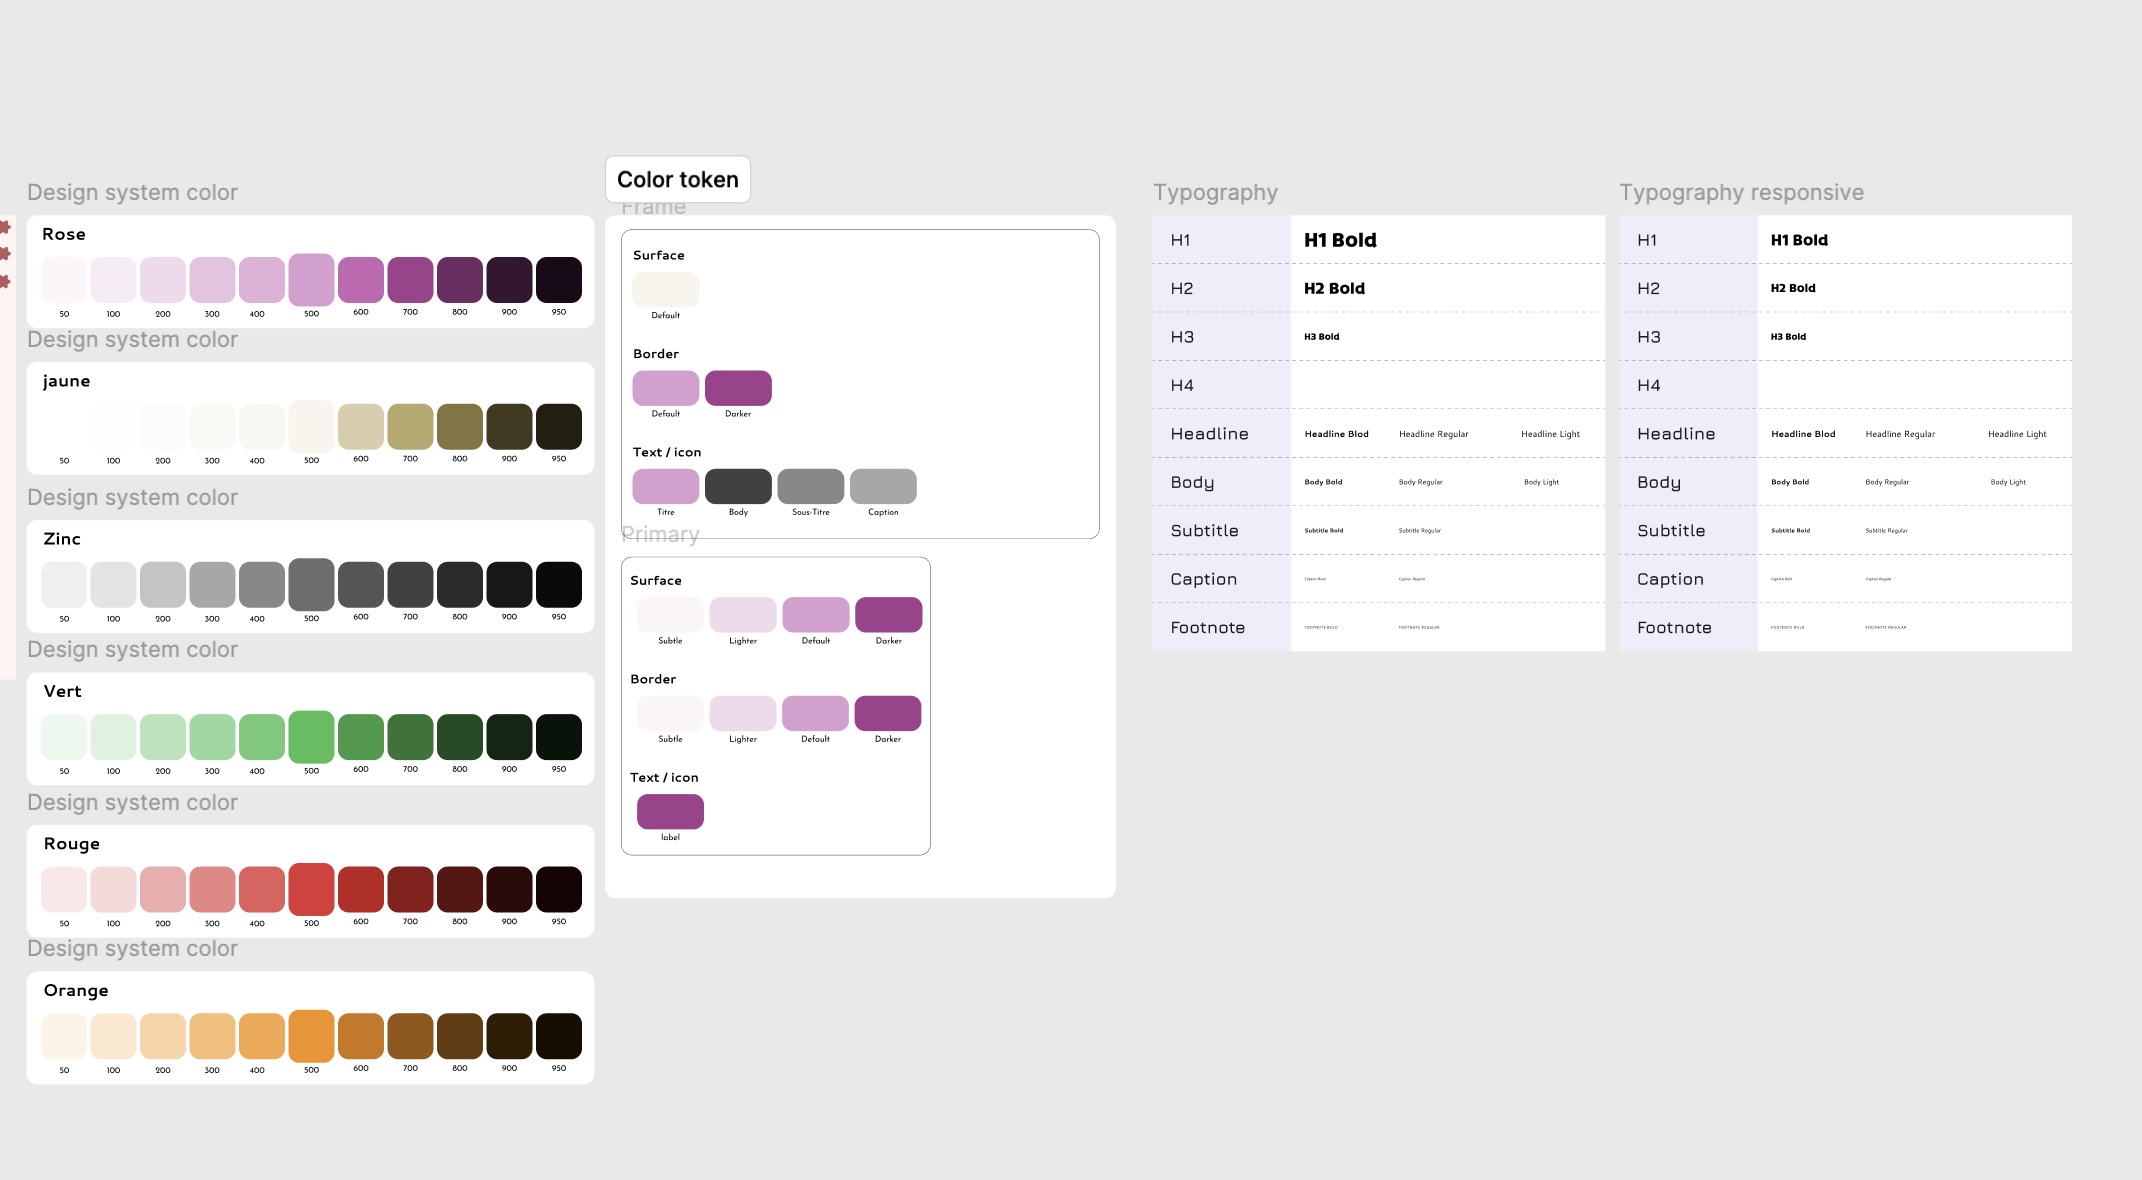 Design system color
Rose
50 100 200 300 400 500 600 700 800 900 950
Design system color
jaune
50 100 200 300 400 500 600 700 800 900 950
Design system color
Zinc
50 100 200 300 400 500 600 700 800 900 950
Design system color
Vert
50 100 200 300 400 500 600 700 800 900 950
Design system color
Rouge
50 100 200 300 400 500 600 700 800 900 950
Design system color
Orange
50 100 200 300 400 500 600 700 800 900 950
Color token
Frame
Surface
Default
Border
Default Darker
Text / icon
Titre Body Sous-Titre Caption
Primary
Surface
Subtle Lighter Default Darker
Border
Subtle Lighter Default Darker
Text / icon
label
Typography
H1 H1 Bold
H2 H2 Bold
H3 H3 Bold
H4
Headline Headline Blod Headline Regular Headline Light
Body Body Bold Body Regular Body Light
Subtitle Subtitle Bold Subtitle Regular
Caption Caption Bold Caption Regular
Footnote FOOTNOTE BOLD FOOTNOTE REGULAR
Typography responsive
H1 H1 Bold
H2 H2 Bold
H3 H3 Bold
H4
Headline Headline Blod Headline Regular Headline Light
Body Body Bold Body Regular Body Light
Subtitle Subtitle Bold Subtitle Regular
Caption Caption Bold Caption Regular
Footnote FOOTNOTE BOLD FOOTNOTE REGULAR